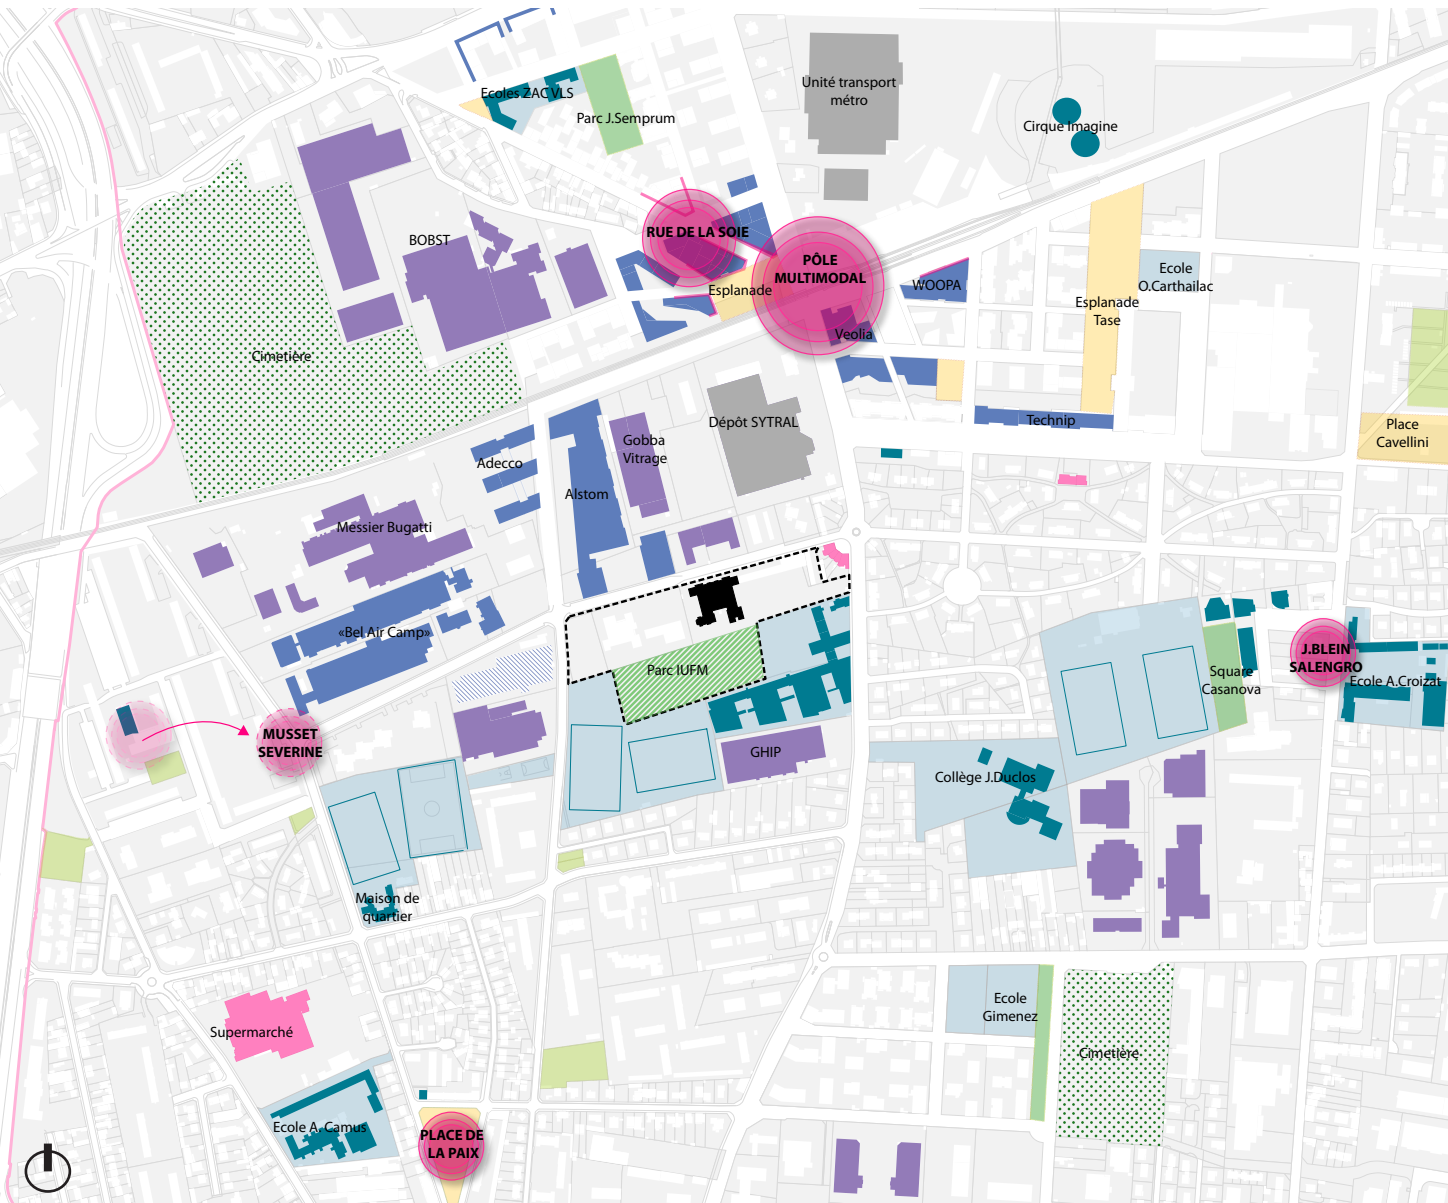 Ecoles ZAC VLS
Parc J.Semprum
Unité transport
métro
Cirque Imagine
BOBST
RUE DE LA SOIE
PÔLE
MULTIMODAL
Esplanade
WOOPA
Veolia
Ecole
O.Carthailac
Esplanade
Tase
Cimetière
Technip
Place
Cavellini
Dépôt SYTRAL
Gobba
Vitrage
Adecco
Alstom
Messier Bugatti
«Bel Air Camp»
Parc IUFM
MUSSET
SEVERINE
GHIP
J.BLEIN
SALENGRO
Square
Casanova
Ecole A.Croizat
Collège J.Duclos
Maison de
quartier
Supermarché
Ecole
Gimenez
Cimetière
Ecole A. Camus
PLACE DE
LA PAIX